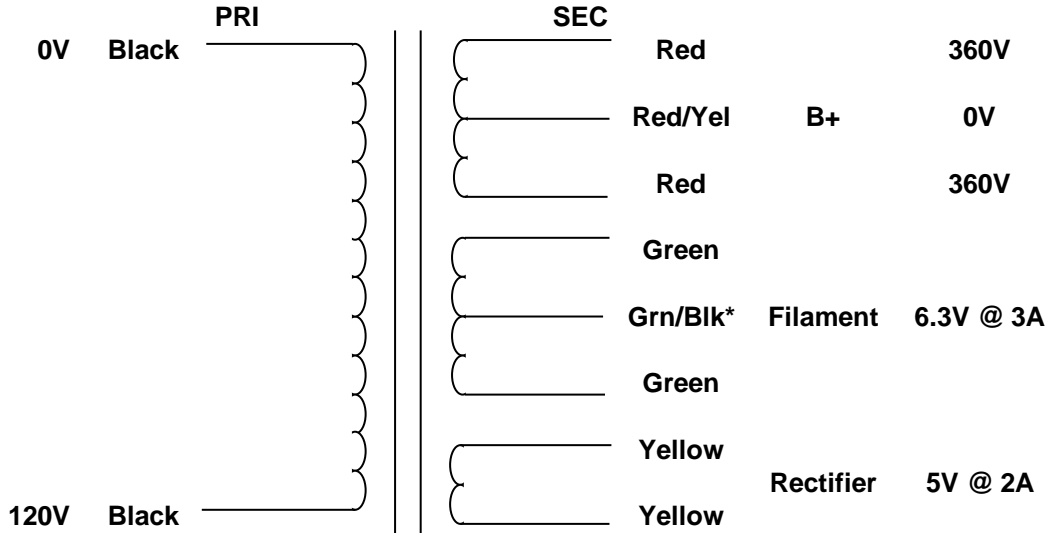 PRI SEC
0V Black Red 360V
Red/Yel B+ 0V
Red 360V
Green
Grn/Blk* Filament 6.3V @ 3A
Green
Yellow
Rectifier 5V @ 2A
120V Black Yellow